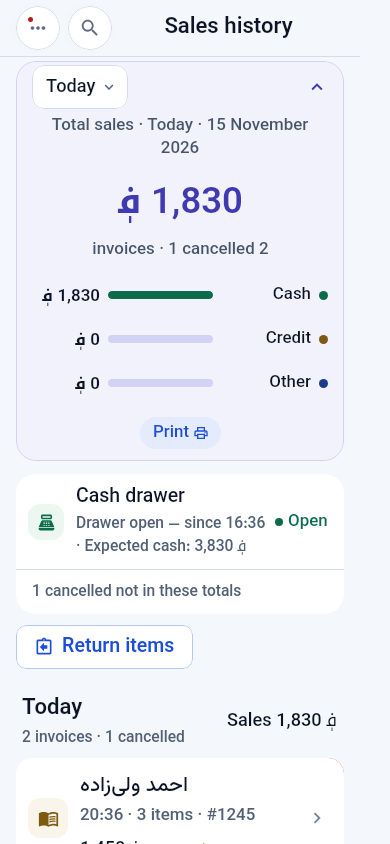 Sales history
Today
Total sales · Today · 15 November
2026
؋ 1,830
invoices · 1 cancelled 2
؋ 1,830 Cash
؋ 0 Credit
؋ 0 Other
Print
Cash drawer
Drawer open — since 16:36
· Expected cash: 3,830 ؋
Open
1 cancelled not in these totals
Return items
Today
Sales 1,830 ؋
2 invoices · 1 cancelled
احمد ولی‌زاده
20:36 · 3 items · #1245